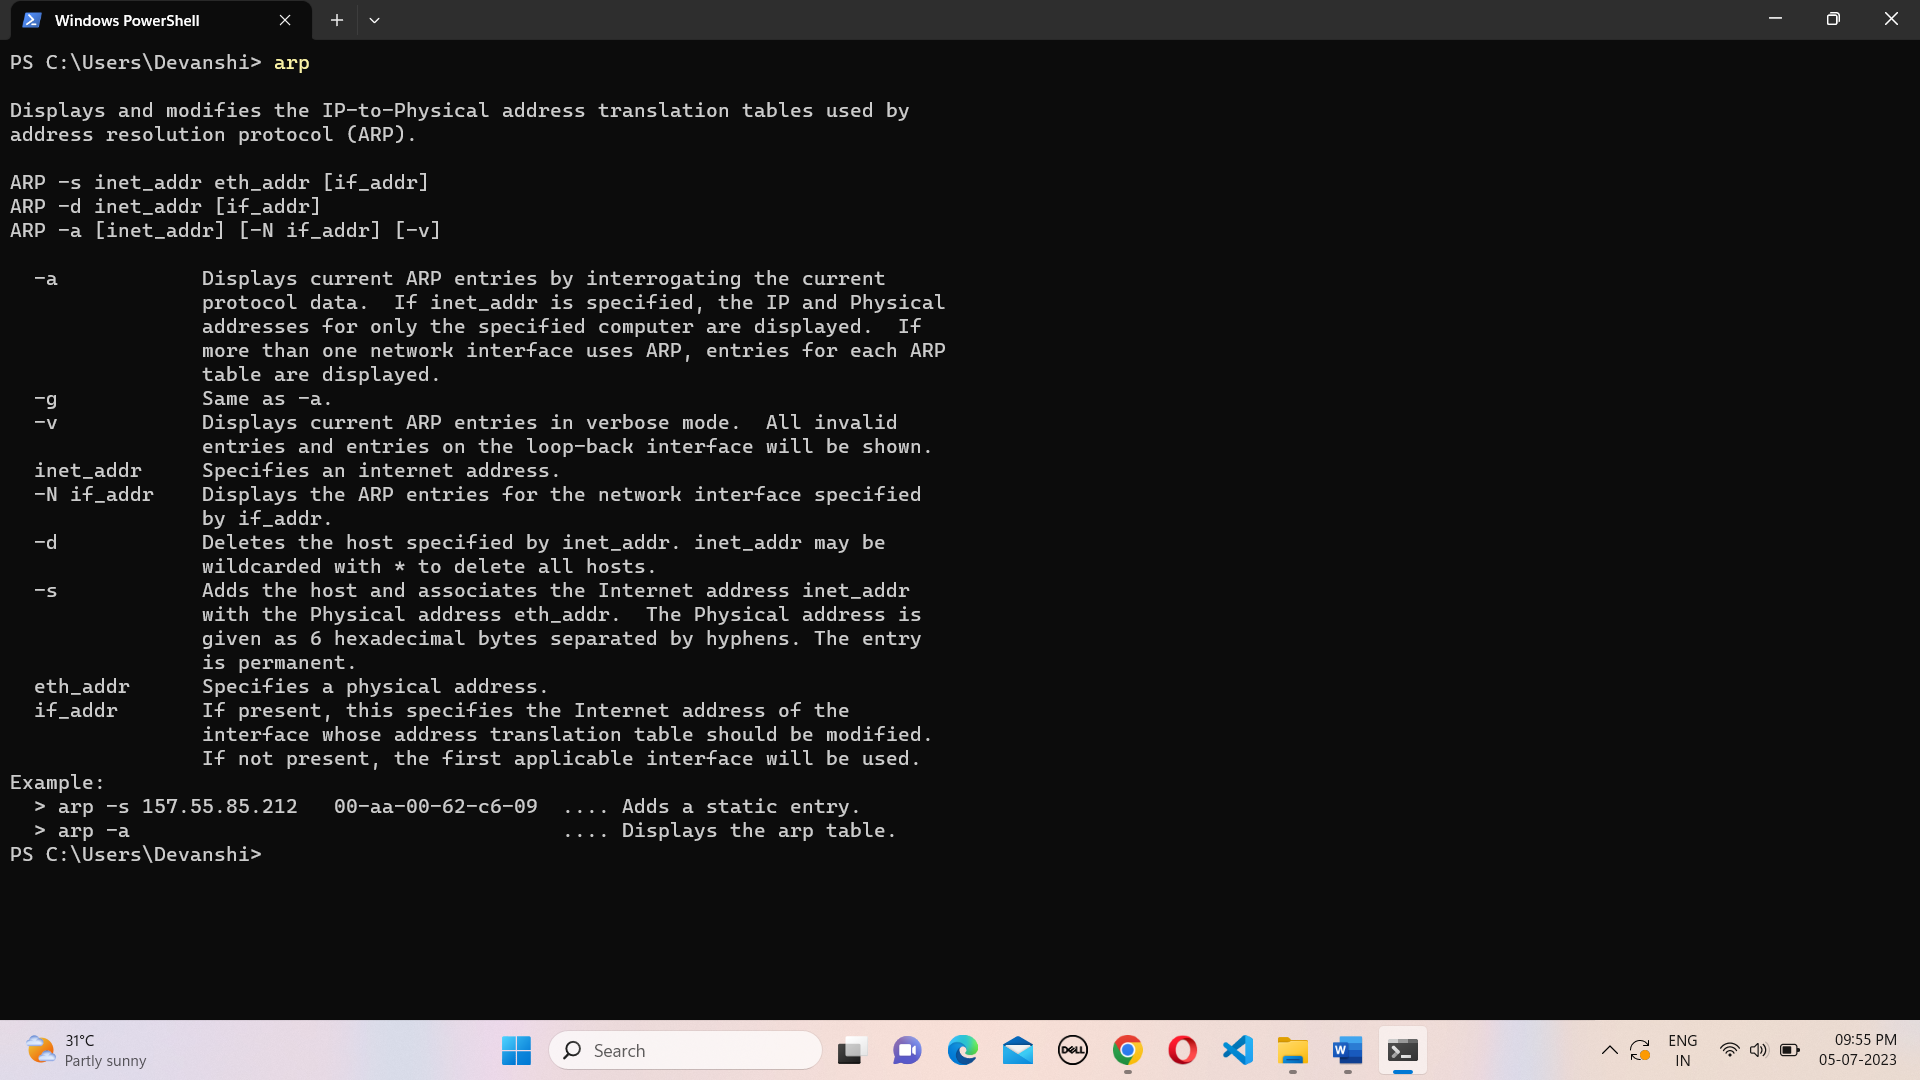 Windows PowerShell
PS C:\Users\Devanshi> arp
Displays and modifies the IP-to-Physical address translation tables used by
address resolution protocol (ARP).
ARP -s inet_addr eth_addr [if_addr]
ARP -d inet_addr [if_addr]
ARP -a [inet_addr] [-N if_addr] [-v]
-a Displays current ARP entries by interrogating the current
protocol data. If inet_addr is specified, the IP and Physical
addresses for only the specified computer are displayed. If
more than one network interface uses ARP, entries for each ARP
table are displayed.
-g Same as -a.
-v Displays current ARP entries in verbose mode. All invalid
entries and entries on the loop-back interface will be shown.
inet_addr Specifies an internet address.
-N if_addr Displays the ARP entries for the network interface specified
by if_addr.
-d Deletes the host specified by inet_addr. inet_addr may be
wildcarded with * to delete all hosts.
-s Adds the host and associates the Internet address inet_addr
with the Physical address eth_addr. The Physical address is
given as 6 hexadecimal bytes separated by hyphens. The entry
is permanent.
eth_addr Specifies a physical address.
if_addr If present, this specifies the Internet address of the
interface whose address translation table should be modified.
If not present, the first applicable interface will be used.
Example:
> arp -s 157.55.85.212 00-aa-00-62-c6-09 .... Adds a static entry.
> arp -a .... Displays the arp table.
PS C:\Users\Devanshi>
31°C
Partly sunny
Search
DELL
W
ENG
IN
09:55 PM
05-07-2023